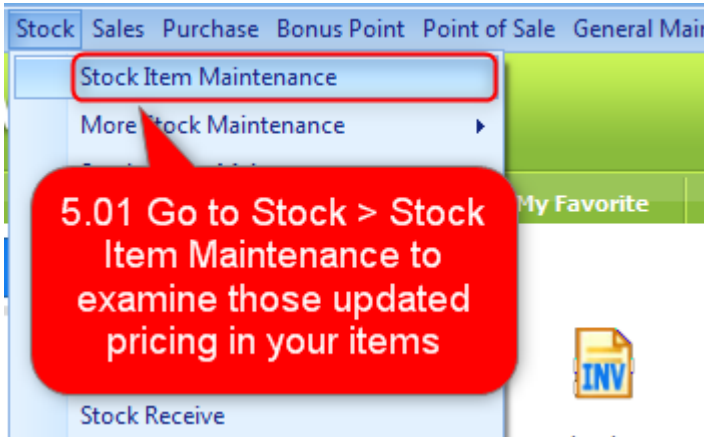 Stock Sales Purchase Bonus Point Point of Sale General
Stock Item Maintenance
More Stock Maintenance
My Favorite
5.01 Go to Stock > Stock
Item Maintenance to
examine those updated
pricing in your items
INV
Stock Receive